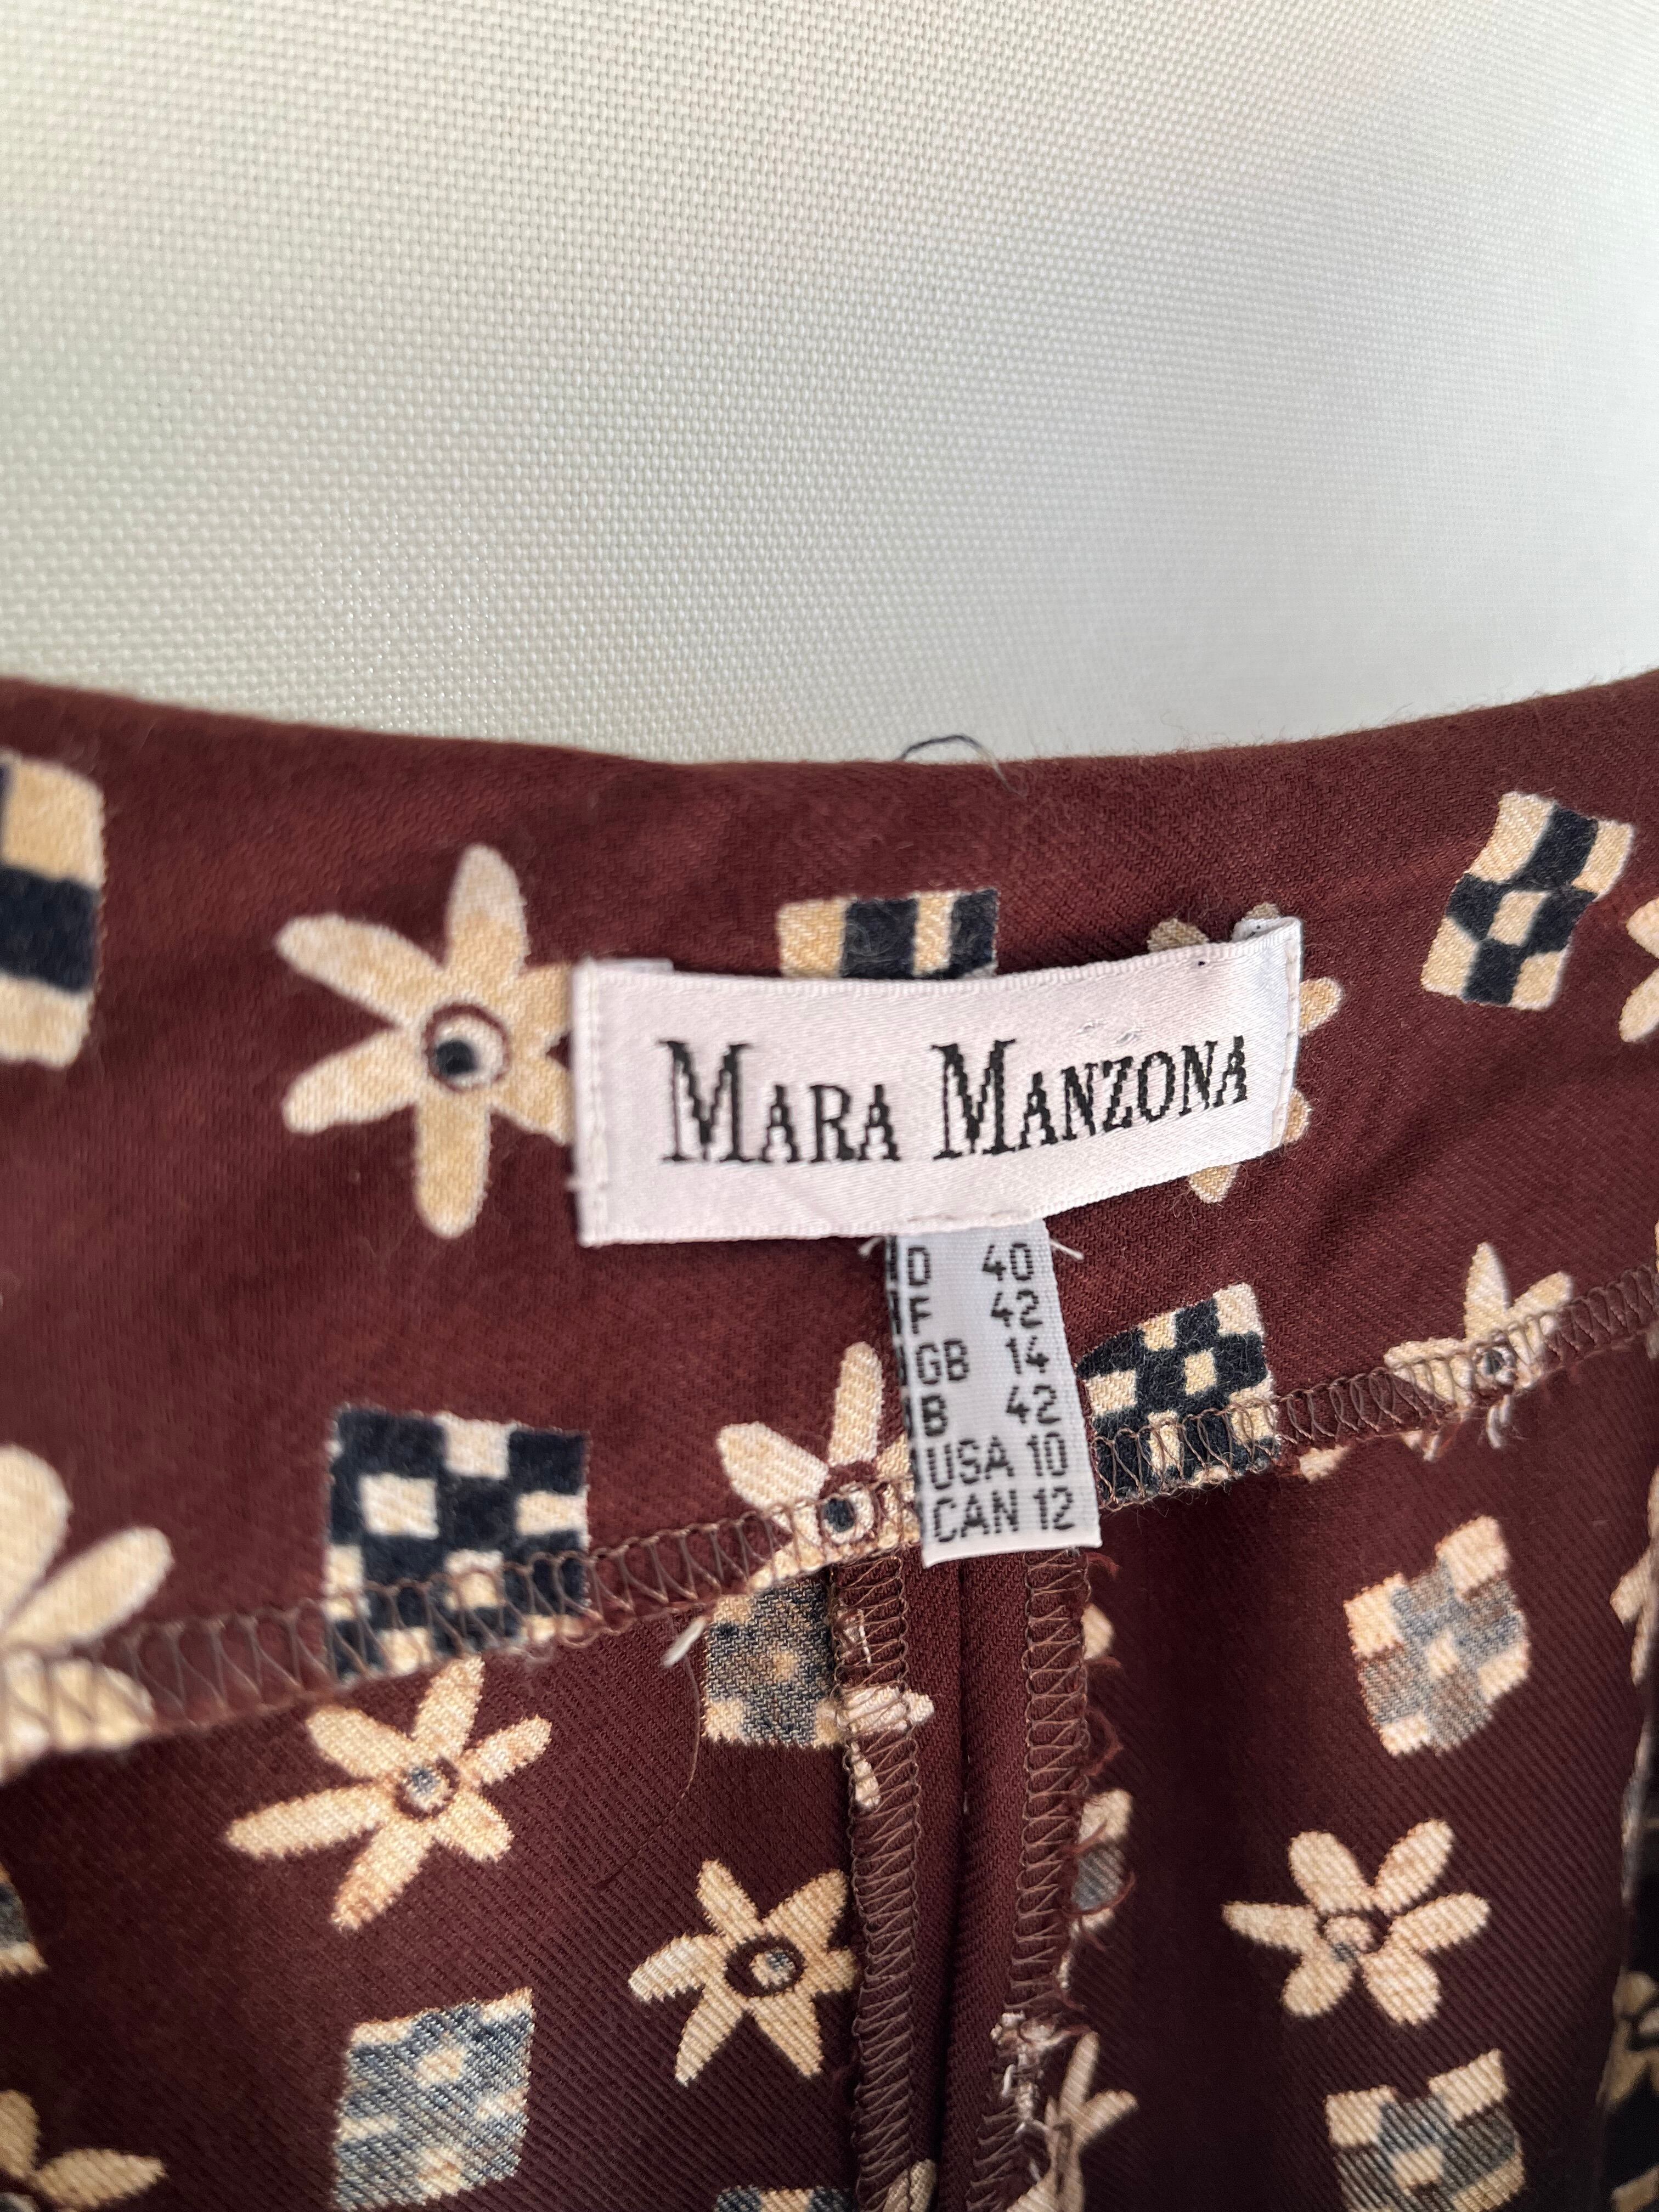 MARA MANZONA
D 40
F 42
GB 14
B 42
USA 10
CAN 12